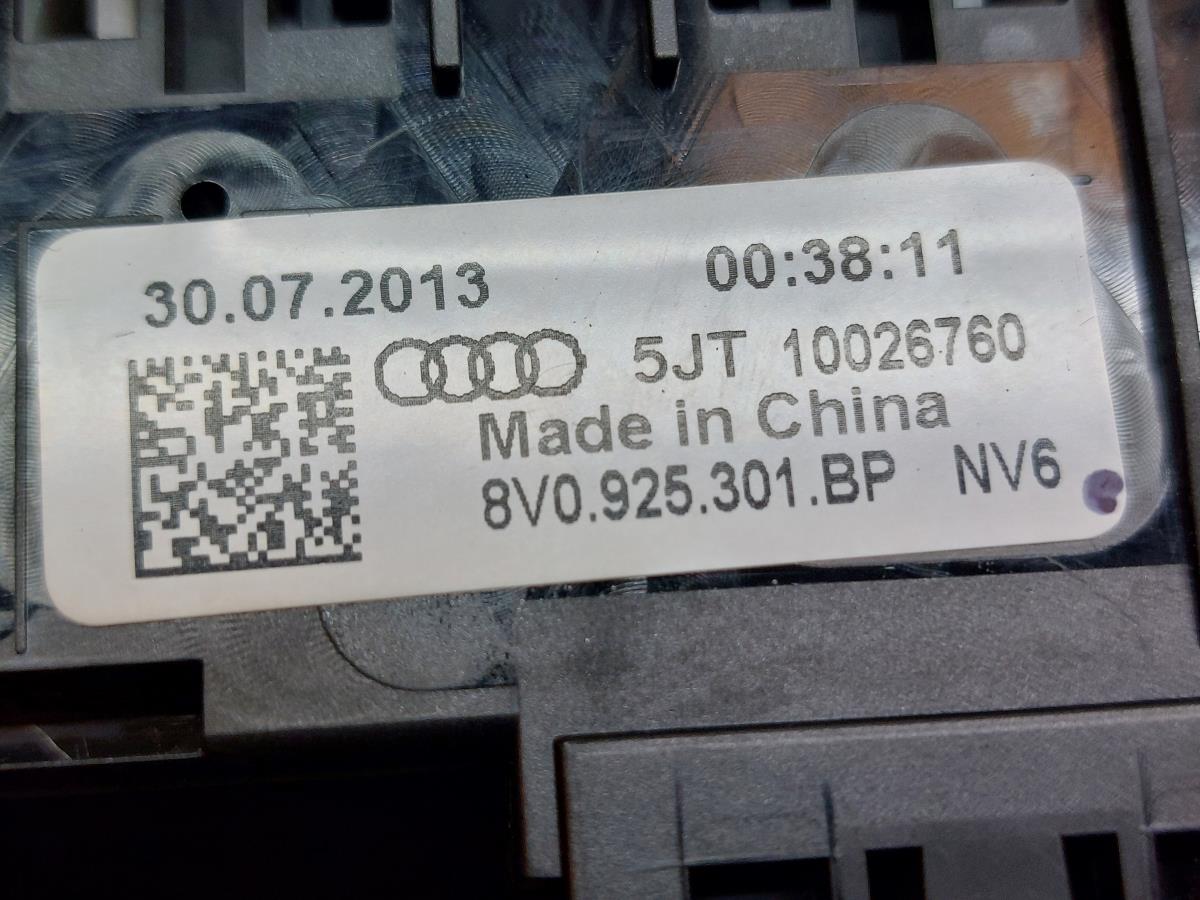 30.07.2013 00:38:11
5JT 10026760
Made in China
8V0.925.301.BP NV6